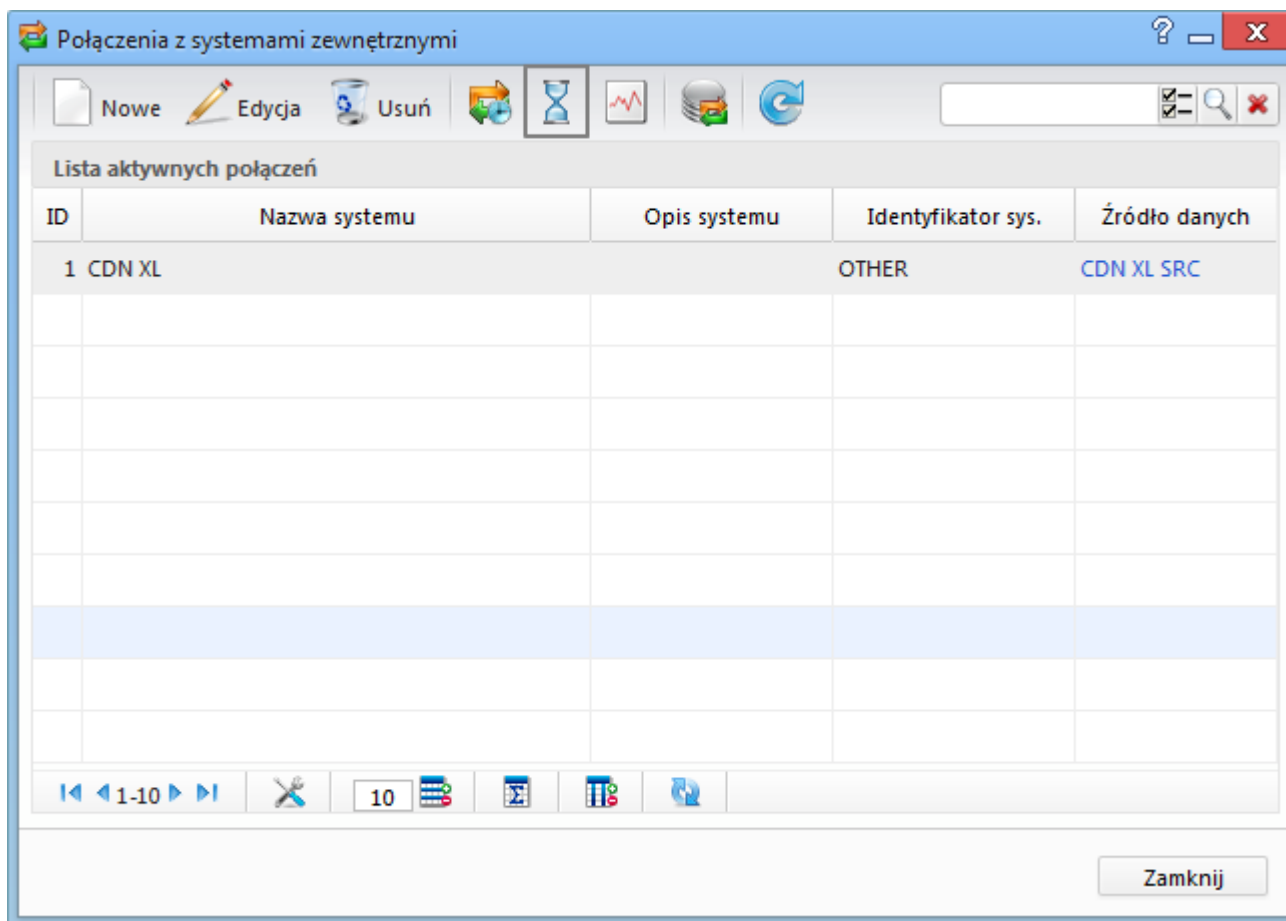 Połączenia z systemami zewnętrznymi
Nowe Edycja Usuń
Lista aktywnych połączeń
ID Nazwa systemu Opis systemu Identyfikator sys. Źródło danych
1 CDN XL OTHER CDN XL SRC
1-10 10
Zamknij